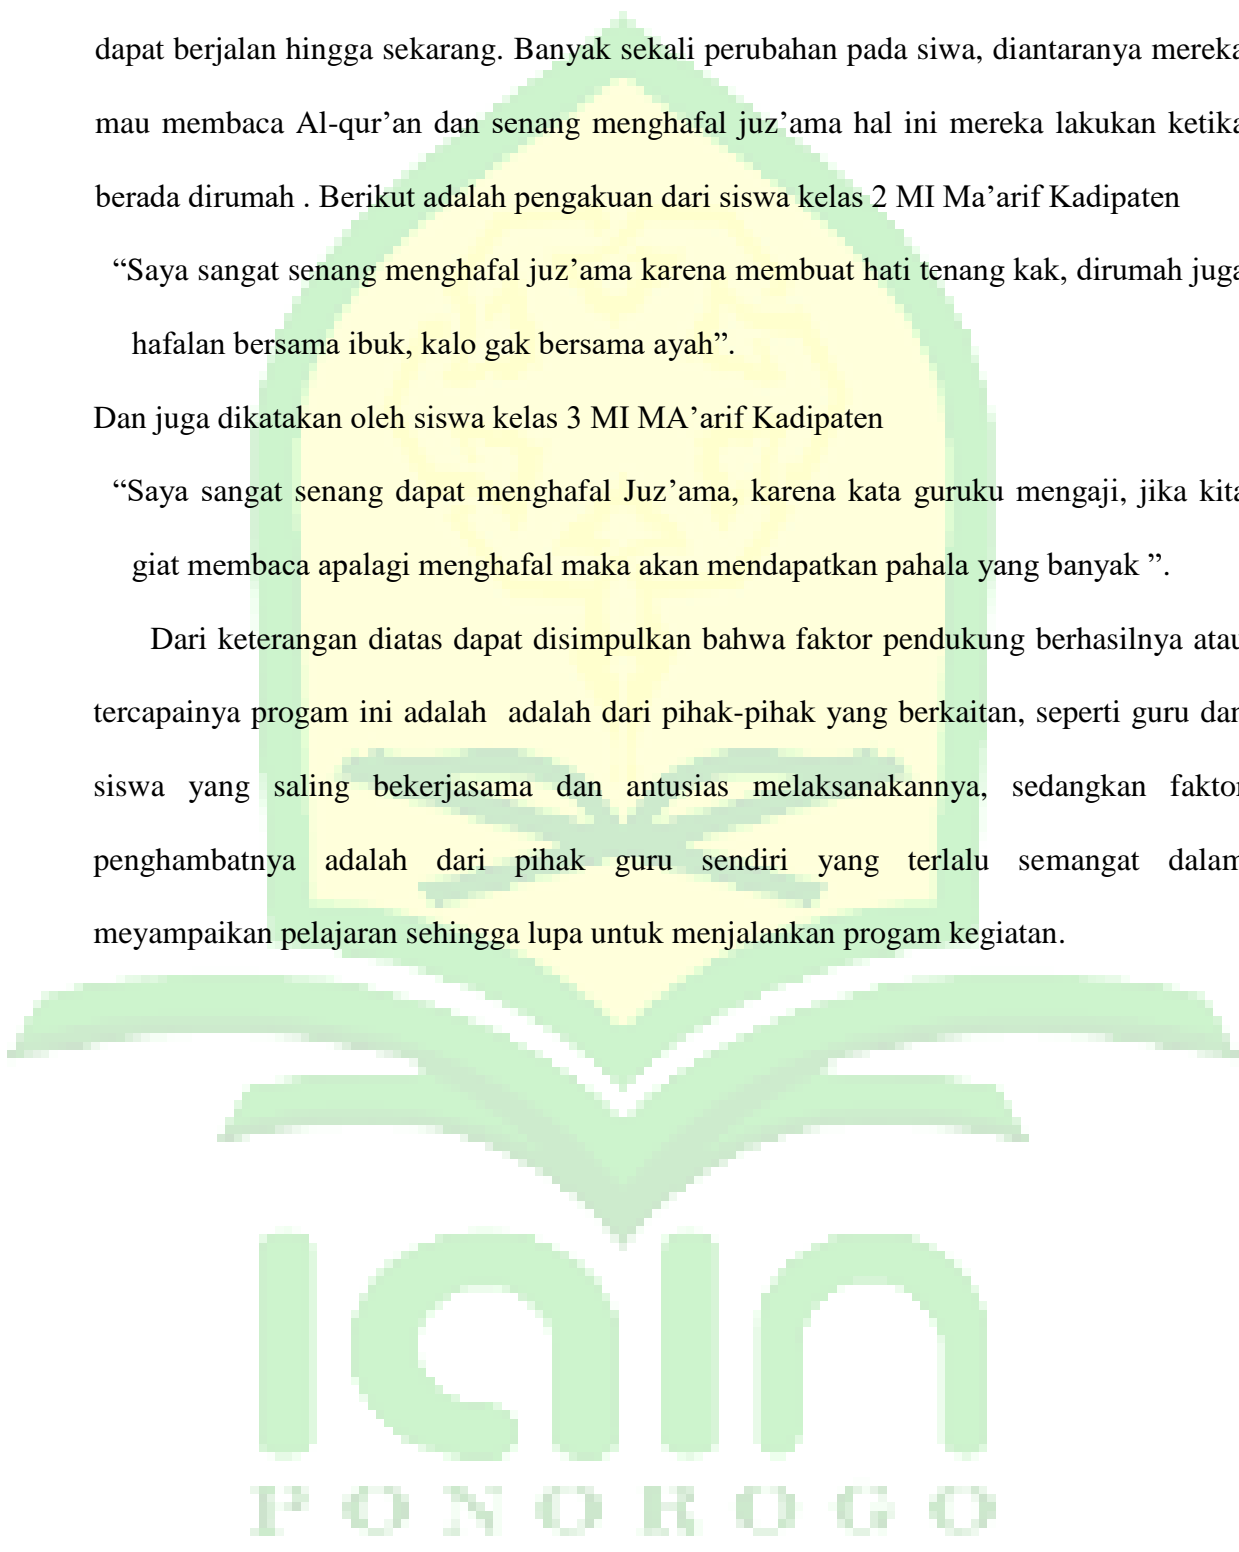 dapat berjalan hingga sekarang. Banyak sekali perubahan pada siwa, diantaranya mereka
mau membaca Al-qur’an dan senang menghafal juz’ama hal ini mereka lakukan ketika
berada dirumah . Berikut adalah pengakuan dari siswa kelas 2 MI Ma’arif Kadipaten
“Saya sangat senang menghafal juz’ama karena membuat hati tenang kak, dirumah juga
hafalan bersama ibuk, kalo gak bersama ayah”.
Dan juga dikatakan oleh siswa kelas 3 MI MA’arif Kadipaten
“Saya sangat senang dapat menghafal Juz’ama, karena kata guruku mengaji, jika kita
giat membaca apalagi menghafal maka akan mendapatkan pahala yang banyak ”.
Dari keterangan diatas dapat disimpulkan bahwa faktor pendukung berhasilnya atau
tercapainya progam ini adalah adalah dari pihak-pihak yang berkaitan, seperti guru dan
siswa yang saling bekerjasama dan antusias melaksanakannya, sedangkan faktor
penghambatnya adalah dari pihak guru sendiri yang terlalu semangat dalam
meyampaikan pelajaran sehingga lupa untuk menjalankan progam kegiatan.
iain
PONOROGO